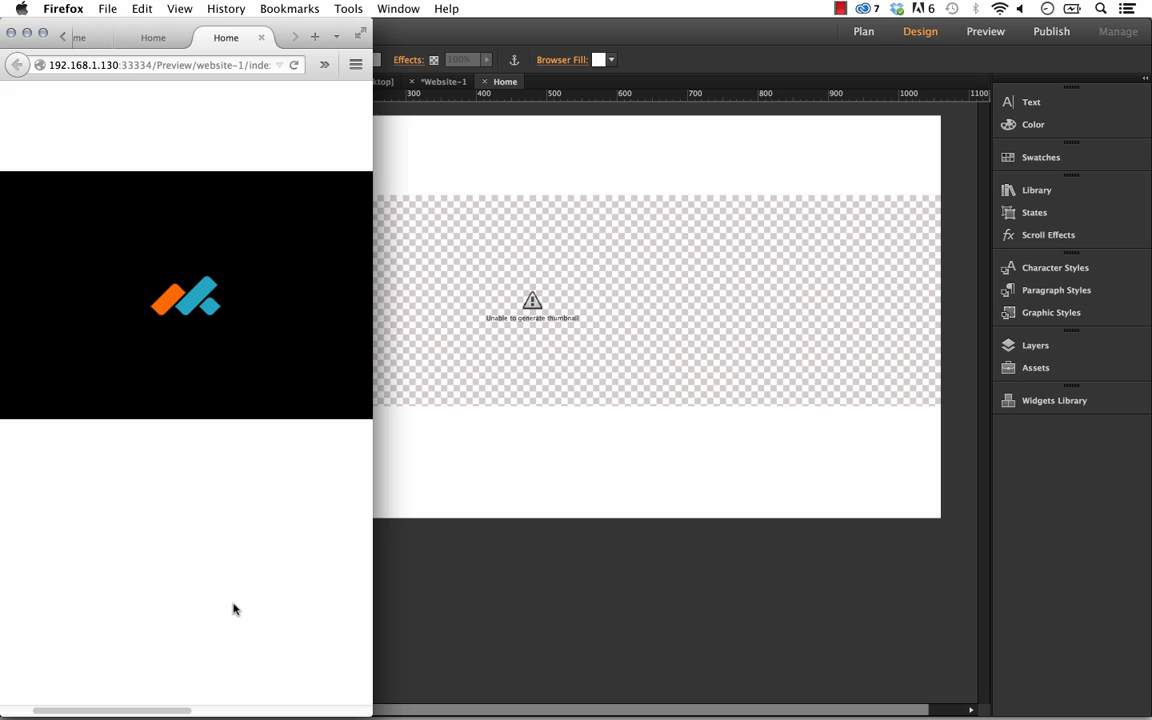 Firefox File Edit View History Bookmarks Tools Window Help 7 6
me Home Home
192.168.1.130:33334/Preview/website-1/inde
Plan Design Preview Publish Manage
Effects: 100% Browser Fill:
ktop] *Website-1 Home
300 400 500 600 700 800 900 1000 1100
Unable to generate thumbnail
Text
Color
Swatches
Library
States
Scroll Effects
Character Styles
Paragraph Styles
Graphic Styles
Layers
Assets
Widgets Library